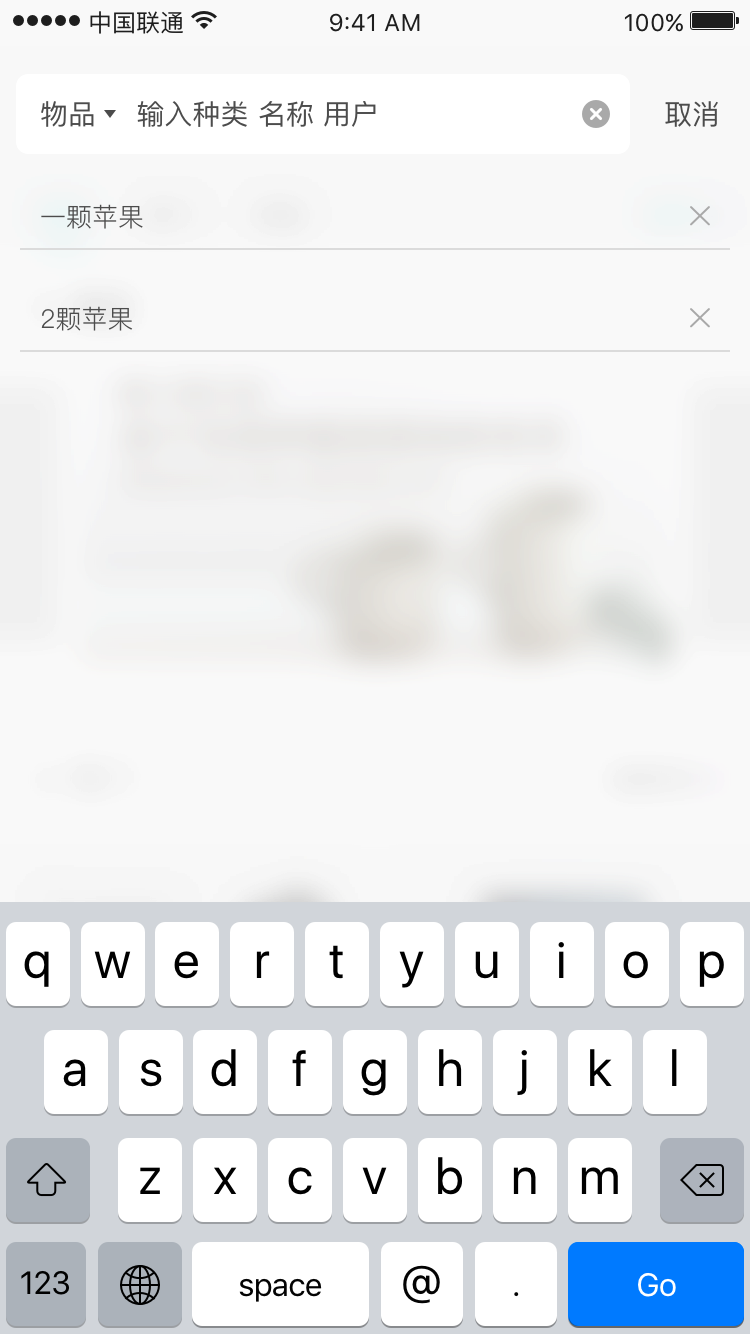 中国联通 9:41 AM 100%
物品 输入种类 名称 用户 取消
一颗苹果
2颗苹果
q w e r t y u i o p
a s d f g h j k l
z x c v b n m
123 space @ . Go